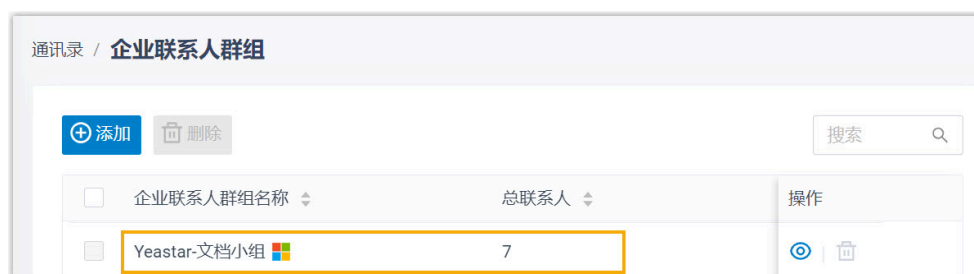 通讯录 / 企业联系人群组
添加 删除 搜索
企业联系人群组名称 总联系人 操作
Yeastar-文档小组 7